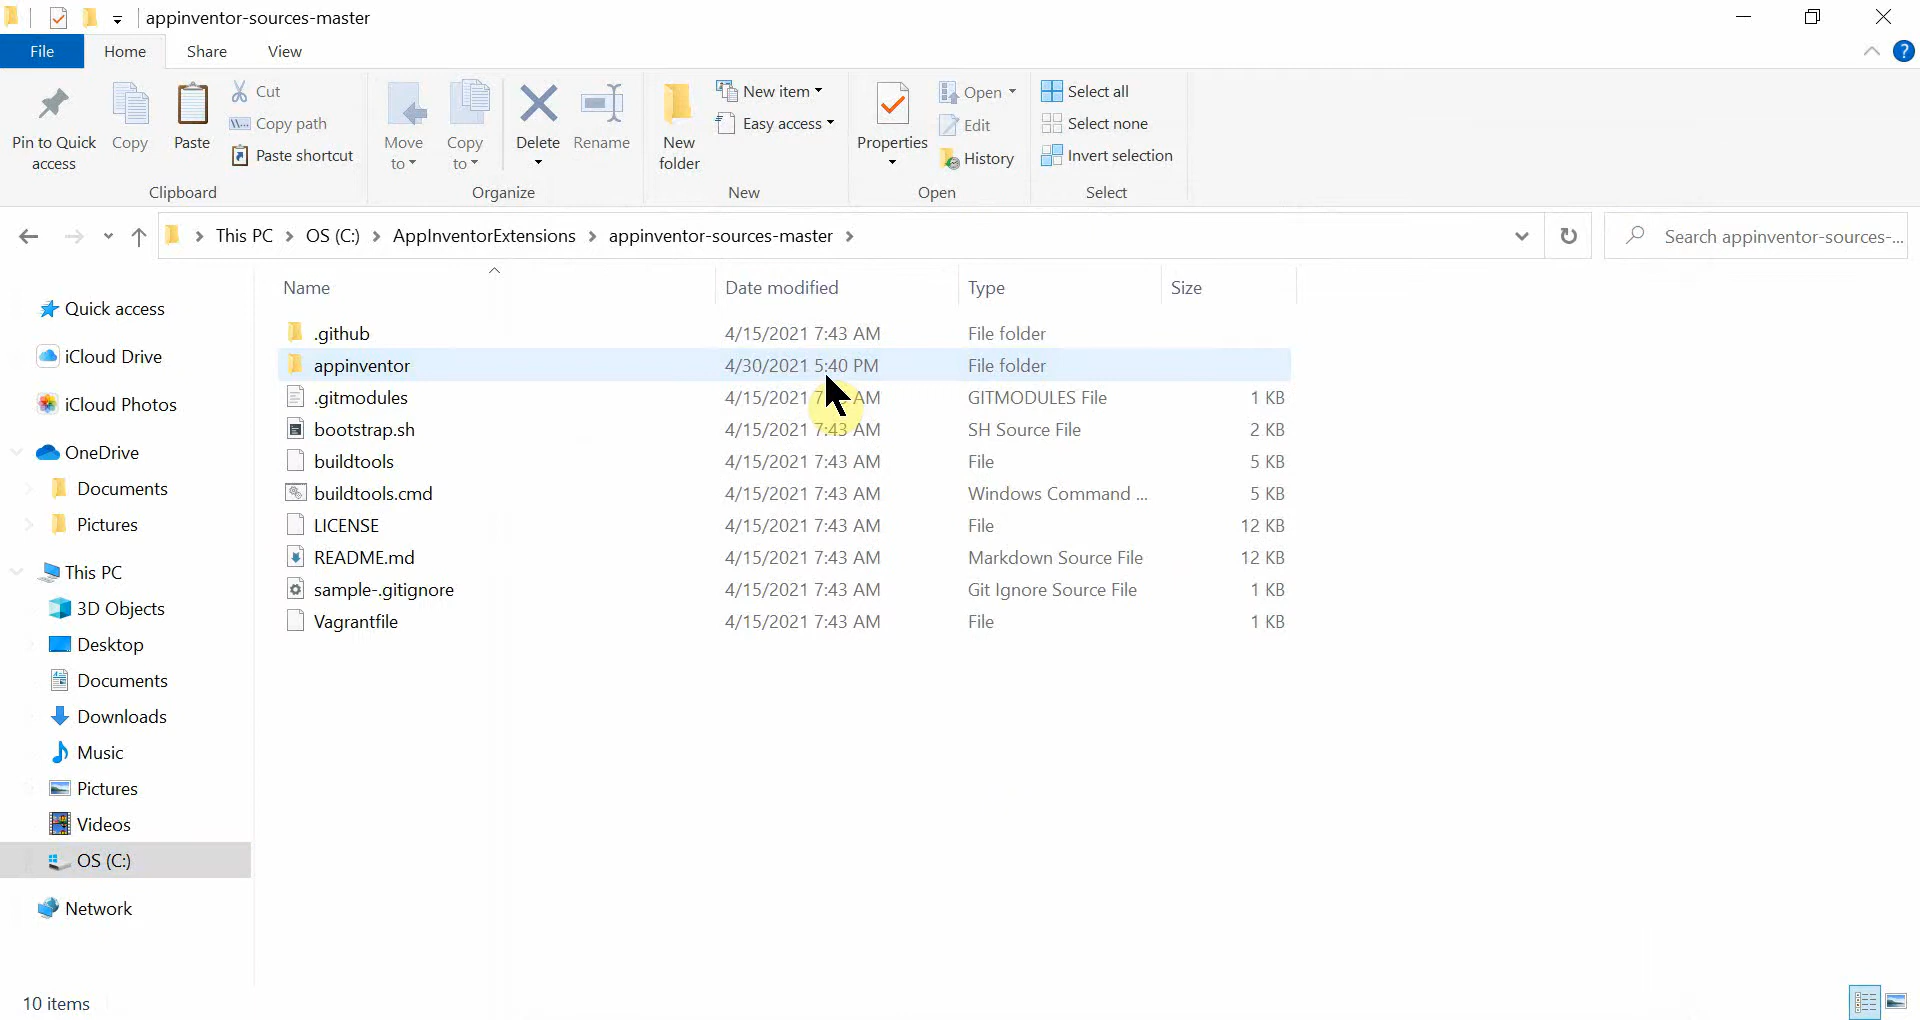 appinventor-sources-master
File Home Share View
Pin to Quick access
Copy
Paste
Cut
Copy path
Paste shortcut
Clipboard
Move to
Copy to
Delete
Rename
Organize
New folder
New item
Easy access
New
Properties
Open
Edit
History
Open
Select all
Select none
Invert selection
Select
This PC OS (C:) AppInventorExtensions appinventor-sources-master
Search appinventor-sources-...
Quick access
iCloud Drive
iCloud Photos
OneDrive
Documents
Pictures
This PC
3D Objects
Desktop
Documents
Downloads
Music
Pictures
Videos
OS (C:)
Network
Name Date modified Type Size
.github 4/15/2021 7:43 AM File folder
appinventor 4/30/2021 5:40 PM File folder
.gitmodules 4/15/2021 AM GITMODULES File 1 KB
bootstrap.sh 4/15/2021 7:43 AM SH Source File 2 KB
buildtools 4/15/2021 7:43 AM File 5 KB
buildtools.cmd 4/15/2021 7:43 AM Windows Command ... 5 KB
LICENSE 4/15/2021 7:43 AM File 12 KB
README.md 4/15/2021 7:43 AM Markdown Source File 12 KB
sample-.gitignore 4/15/2021 7:43 AM Git Ignore Source File 1 KB
Vagrantfile 4/15/2021 7:43 AM File 1 KB
10 items